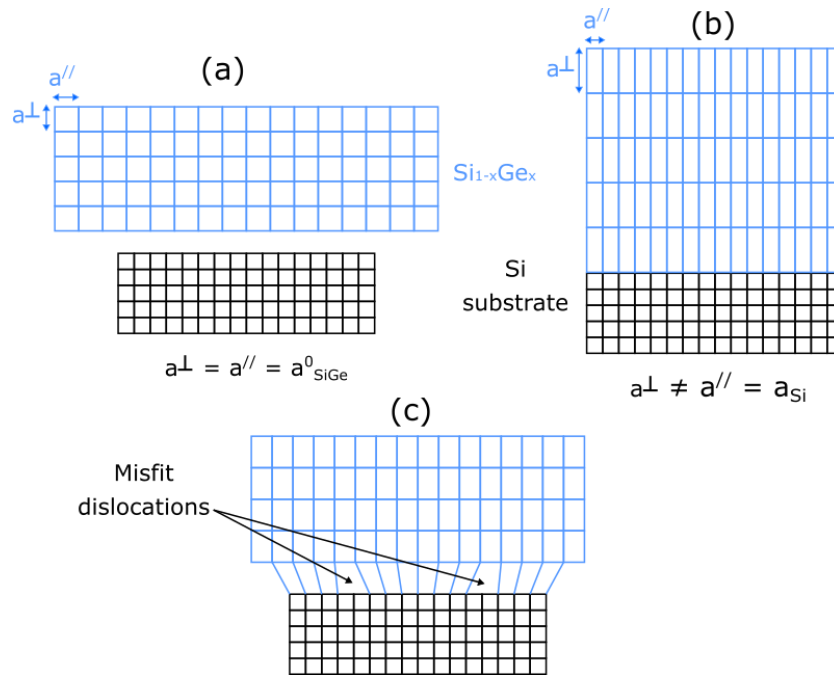 (a)
a//
a⊥
Si1-xGex
a⊥ = a// = a⁰SiGe
(b)
a//
a⊥
Si
substrate
a⊥ ≠ a// = aSi
(c)
Misfit
dislocations